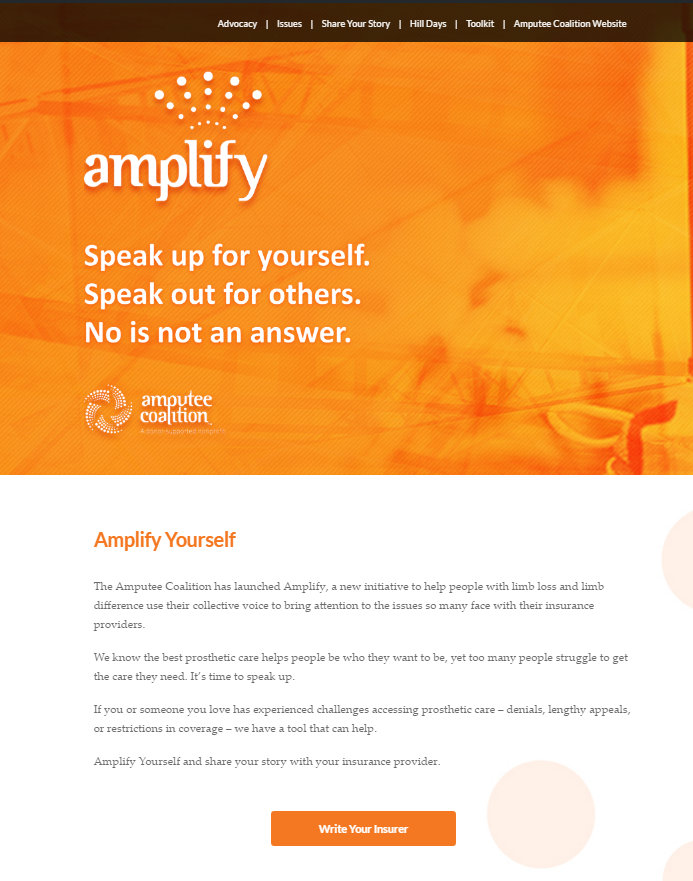 Advocacy | Issues | Share Your Story | Hill Days | Toolkit | Amputee Coalition Website
amplify
Speak up for yourself.
Speak out for others.
No is not an answer.
amputee
coalition
Amplify Yourself
The Amputee Coalition has launched Amplify, a new initiative to help people with limb loss and limb
difference use their collective voice to bring attention to the issues so many face with their insurance
providers.
We know the best prosthetic care helps people be who they want to be, yet too many people struggle to get
the care they need. It's time to speak up.
If you or someone you love has experienced challenges accessing prosthetic care – denials, lengthy appeals,
or restrictions in coverage – we have a tool that can help.
Amplify Yourself and share your story with your insurance provider.
Write Your Insurer